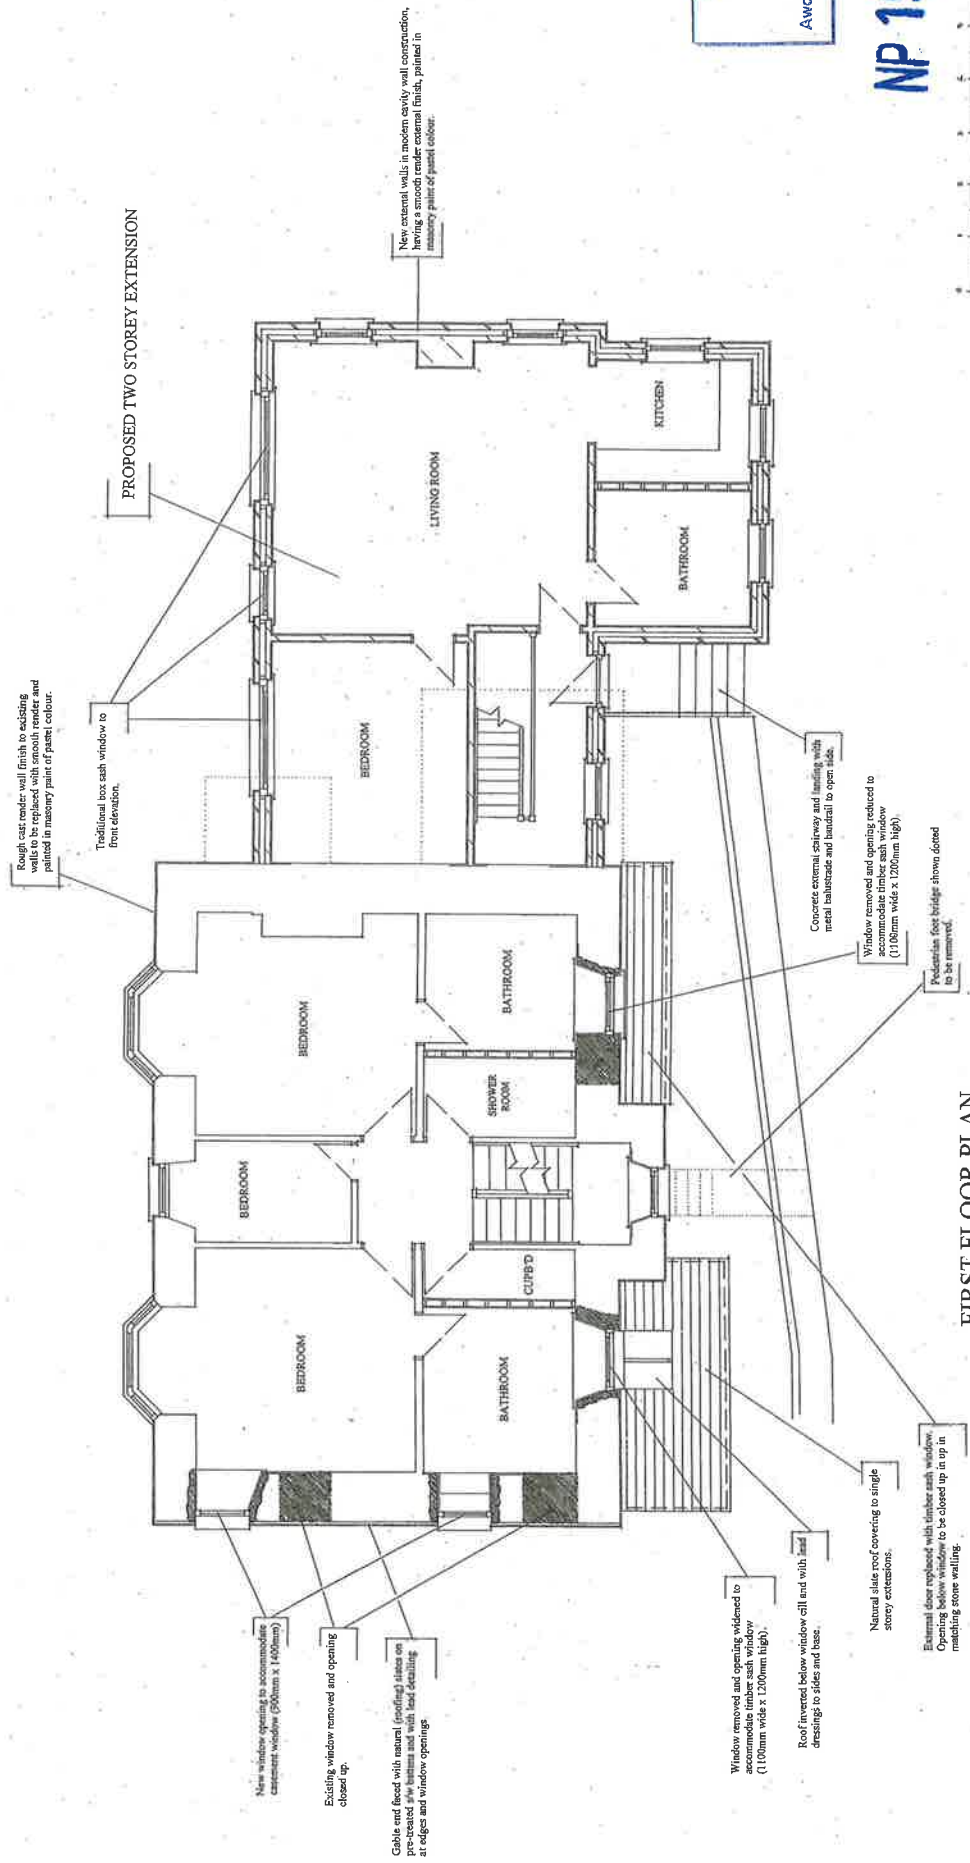 Rough cast render wall finish to existing
walls to be replaced with smooth render and
painted in masonry paint of pastel colour.
Traditional box sash window to
front elevation.
PROPOSED TWO STOREY EXTENSION
New external walls in modern cavity wall construction,
having a smooth render external finish, painted in
masonry paint of pastel colour.
BEDROOM
BEDROOM
BEDROOM
BEDROOM
LIVING ROOM
BATHROOM
CUPB'D
SHOWER
ROOM
BATHROOM
BATHROOM
KITCHEN
New window opening to accommodate
casement window (900mm x 1400mm)
Existing window removed and opening
closed up.
Gable end faced with natural (roofing) slates on
pre-treated s/w battens and with lead detailing
at edges and window openings
Window removed and opening widened to
accommodate timber sash window
(1100mm wide x 1200mm high).
Roof inverted below window cill and with lead
dressings to sides and base.
Natural slate roof covering to single
storey extensions.
External door replaced with timber sash window.
Opening below window to be closed up in up in
matching stone walling.
Concrete external stairway and landing with
metal balustrade and handrail to open side.
Window removed and opening reduced to
accommodate timber sash window
(1100mm wide x 1200mm high)
Pedestrian foot bridge shown dotted
to be removed.
FIRST FLOOR PLAN
NP 1